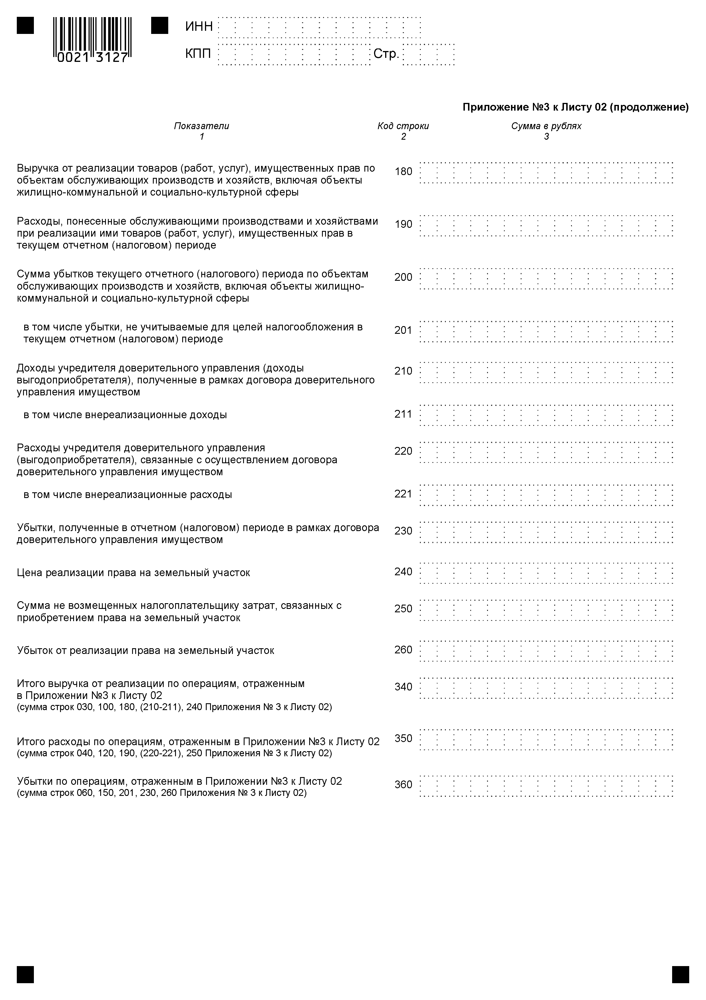 ИНН
КПП Стр.
0021 3127
Приложение №3 к Листу 02 (продолжение)
Показатели Код строки Сумма в рублях
1 2 3
Выручка от реализации товаров (работ, услуг), имущественных прав по 180
объектам обслуживающих производств и хозяйств, включая объекты
жилищно-коммунальной и социально-культурной сферы
Расходы, понесенные обслуживающими производствами и хозяйствами 190
при реализации ими товаров (работ, услуг), имущественных прав в
текущем отчетном (налоговом) периоде
Сумма убытков текущего отчетного (налогового) периода по объектам 200
обслуживающих производств и хозяйств, включая объекты жилищно-
коммунальной и социально-культурной сферы
в том числе убытки, не учитываемые для целей налогообложения в 201
текущем отчетном (налоговом) периоде
Доходы учредителя доверительного управления (доходы 210
выгодоприобретателя), полученные в рамках договора доверительного
управления имуществом
в том числе внереализационные доходы 211
Расходы учредителя доверительного управления 220
(выгодоприобретателя), связанные с осуществлением договора
доверительного управления имуществом
в том числе внереализационные расходы 221
Убытки, полученные в отчетном (налоговом) периоде в рамках договора 230
доверительного управления имуществом
Цена реализации права на земельный участок 240
Сумма не возмещенных налогоплательщику затрат, связанных с 250
приобретением права на земельный участок
Убыток от реализации права на земельный участок 260
Итого выручка от реализации по операциям, отраженным 340
в Приложении №3 к Листу 02
(сумма строк 030, 100, 180, (210-211), 240 Приложения № 3 к Листу 02)
Итого расходы по операциям, отраженным в Приложении №3 к Листу 02 350
(сумма строк 040, 120, 190, (220-221), 250 Приложения № 3 к Листу 02)
Убытки по операциям, отраженным в Приложении №3 к Листу 02 360
(сумма строк 060, 150, 201, 230, 260 Приложения № 3 к Листу 02)